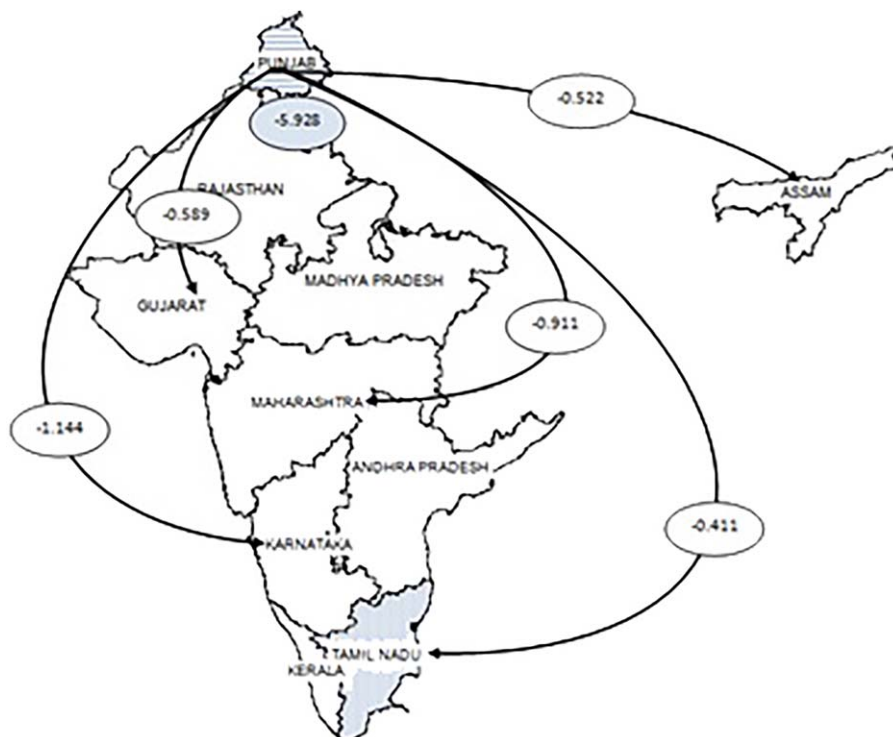 PUNJAB
-0.522
-5.928
RAJASTHAN
ASSAM
-0.589
MADHYA PRADESH
GUJARAT
-0.911
MAHARASHTRA
-1.144
ANDHRA PRADESH
-0.411
KARNATAKA
TAMIL NADU
KERALA